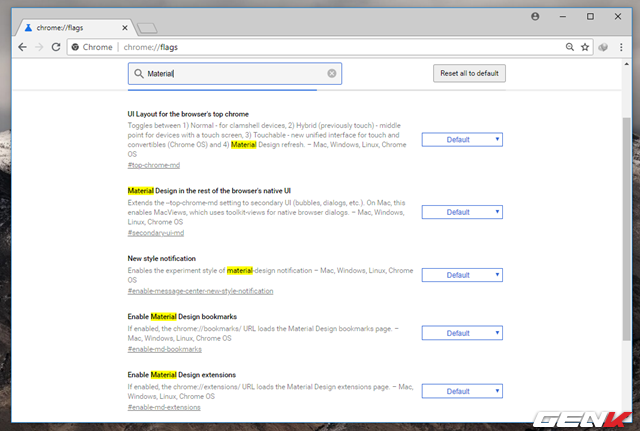 chrome://flags
Chrome | chrome://flags
Material
Reset all to default
UI Layout for the browser's top chrome
Toggles between 1) Normal - for clamshell devices, 2) Hybrid (previously touch) - middle
point for devices with a touch screen, 3) Touchable - new unified interface for touch and
convertibles (Chrome OS) and 4) Material Design refresh. – Mac, Windows, Linux, Chrome
OS
#top-chrome-md
Default
Material Design in the rest of the browser's native UI
Extends the --top-chrome-md setting to secondary UI (bubbles, dialogs, etc.). On Mac, this
enables MacViews, which uses toolkit-views for native browser dialogs. – Mac, Windows,
Linux, Chrome OS
#secondary-ui-md
Default
New style notification
Enables the experiment style of material-design notification – Mac, Windows, Linux, Chrome
OS
#enable-message-center-new-style-notification
Default
Enable Material Design bookmarks
If enabled, the chrome://bookmarks/ URL loads the Material Design bookmarks page. –
Mac, Windows, Linux, Chrome OS
#enable-md-bookmarks
Default
Enable Material Design extensions
If enabled, the chrome://extensions/ URL loads the Material Design extensions page. – Mac,
Windows, Linux, Chrome OS
#enable-md-extensions
Default
GENK